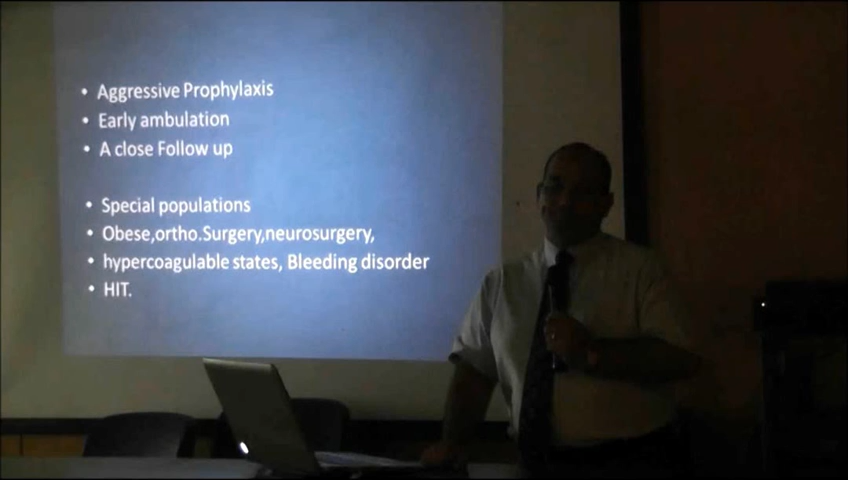 • Aggressive Prophylaxis
• Early ambulation
• A close Follow up
• Special populations
• Obese,ortho.Surgery,neurosurgery,
• hypercoagulable states, Bleeding disorder
• HIT.